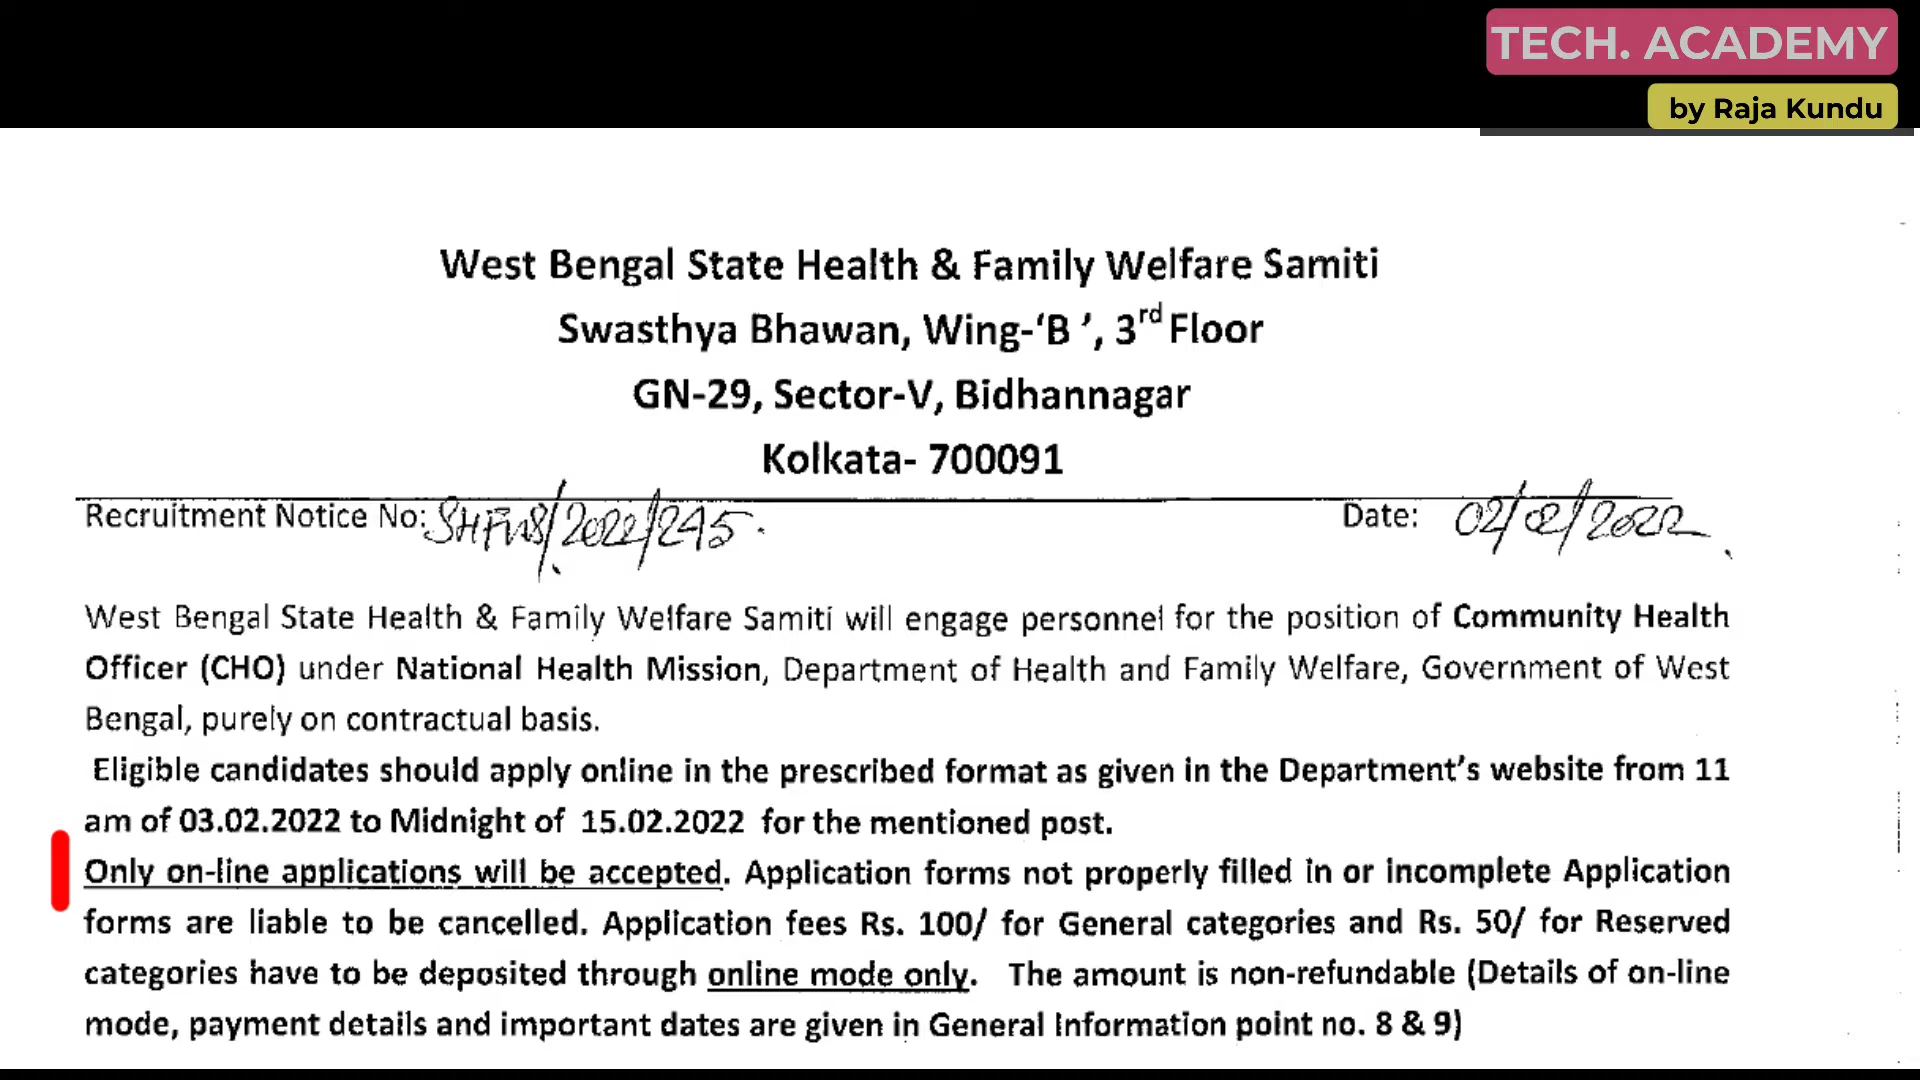 TECH. ACADEMY
by Raja Kundu
West Bengal State Health & Family Welfare Samiti
Swasthya Bhawan, Wing-‘B ’, 3rd Floor
GN-29, Sector-V, Bidhannagar
Kolkata- 700091
Recruitment Notice No: SHFWS/2022/245. Date: 02/02/2022
West Bengal State Health & Family Welfare Samiti will engage personnel for the position of Community Health
Officer (CHO) under National Health Mission, Department of Health and Family Welfare, Government of West
Bengal, purely on contractual basis.
Eligible candidates should apply online in the prescribed format as given in the Department’s website from 11
am of 03.02.2022 to Midnight of 15.02.2022 for the mentioned post.
Only on-line applications will be accepted. Application forms not properly filled in or incomplete Application
forms are liable to be cancelled. Application fees Rs. 100/ for General categories and Rs. 50/ for Reserved
categories have to be deposited through online mode only. The amount is non-refundable (Details of on-line
mode, payment details and important dates are given in General Information point no. 8 & 9)